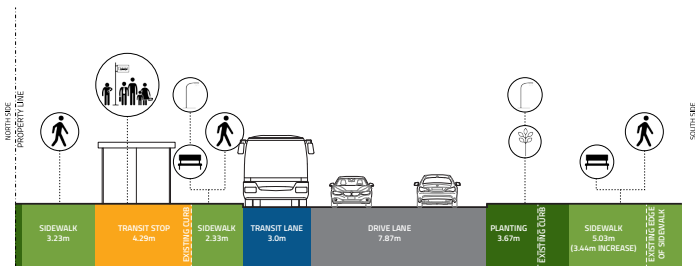 NORTH SIDE
PROPERTY LINE
SOUTH SIDE
SIDEWALK
3.23m
TRANSIT STOP
4.29m
EXISTING CURB
SIDEWALK
2.33m
TRANSIT LANE
3.0m
DRIVE LANE
7.87m
PLANTING
3.67m
EXISTING CURB
SIDEWALK
5.03m
(3.44m INCREASE)
EXISTING EDGE
OF SIDEWALK